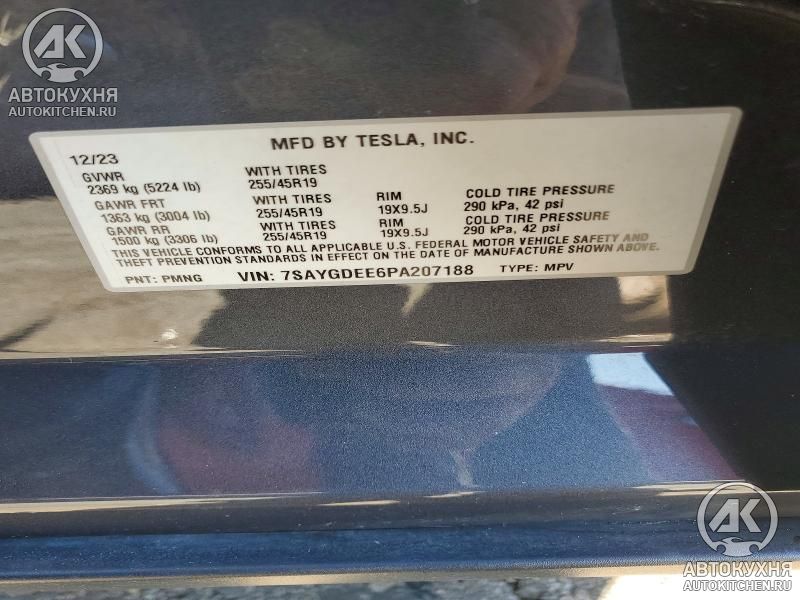 AK
АВТОКУХНЯ
AUTOKITCHEN.RU
MFD BY TESLA, INC.
12/23
GVWR WITH TIRES
2369 kg (5224 lb) 255/45R19
GAWR FRT WITH TIRES RIM COLD TIRE PRESSURE
1363 kg (3004 lb) 255/45R19 19X9.5J 290 kPa, 42 psi
GAWR RR WITH TIRES RIM COLD TIRE PRESSURE
1500 kg (3306 lb) 255/45R19 19X9.5J 290 kPa, 42 psi
THIS VEHICLE CONFORMS TO ALL APPLICABLE U.S. FEDERAL MOTOR VEHICLE SAFETY AND
THEFT PREVENTION STANDARDS IN EFFECT ON THE DATE OF MANUFACTURE SHOWN ABOVE.
PNT: PMNG VIN: 7SAYGDEE6PA207188 TYPE: MPV
AK
АВТОКУХНЯ
AUTOKITCHEN.RU